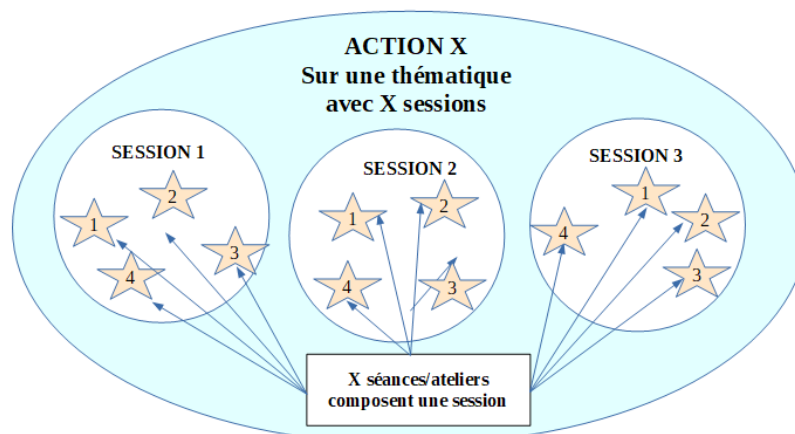 ACTION X
Sur une thématique
avec X sessions
SESSION 1
1
2
3
4
SESSION 2
1
2
3
4
SESSION 3
1
2
3
4
X séances/ateliers
composent une session